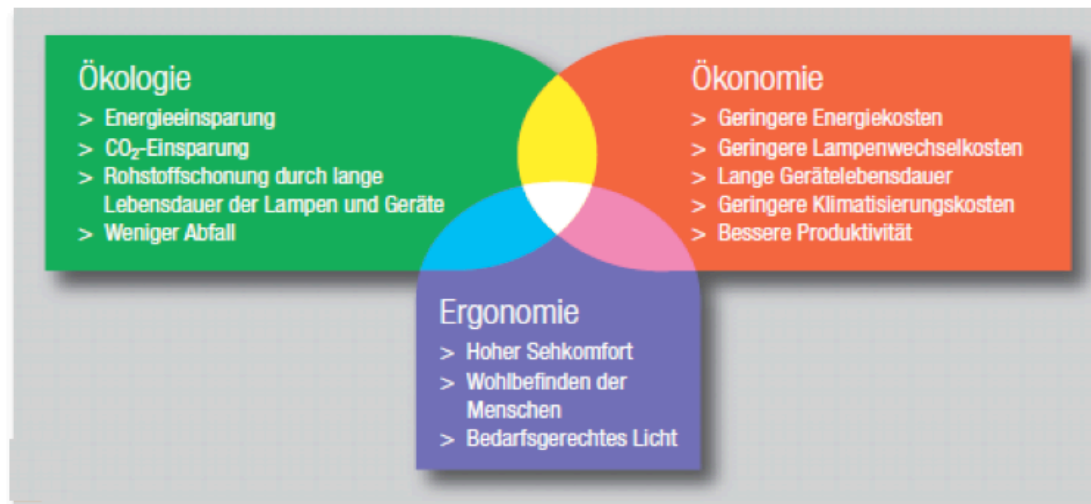 Ökologie
> Energieeinsparung
> CO₂-Einsparung
> Rohstoffschonung durch lange
Lebensdauer der Lampen und Geräte
> Weniger Abfall
Ökonomie
> Geringere Energiekosten
> Geringere Lampenwechselkosten
> Lange Gerätelebensdauer
> Geringere Klimatisierungskosten
> Bessere Produktivität
Ergonomie
> Hoher Sehkomfort
> Wohlbefinden der
Menschen
> Bedarfsgerechtes Licht